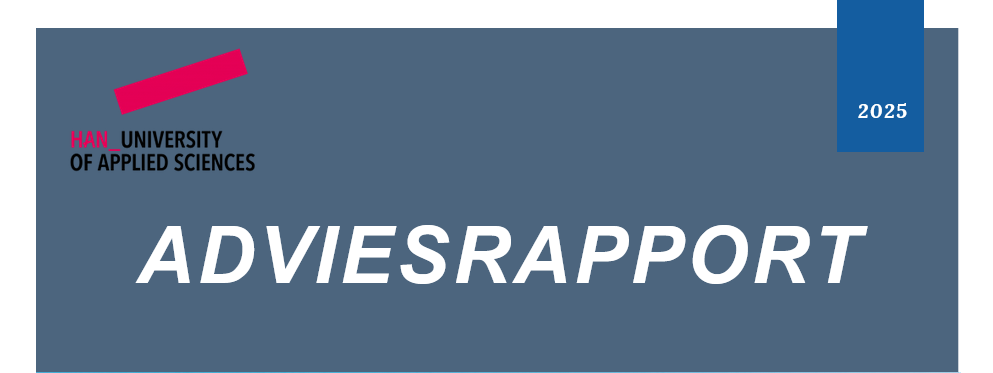 HAN_UNIVERSITY
OF APPLIED SCIENCES
2025
ADVIESRAPPORT